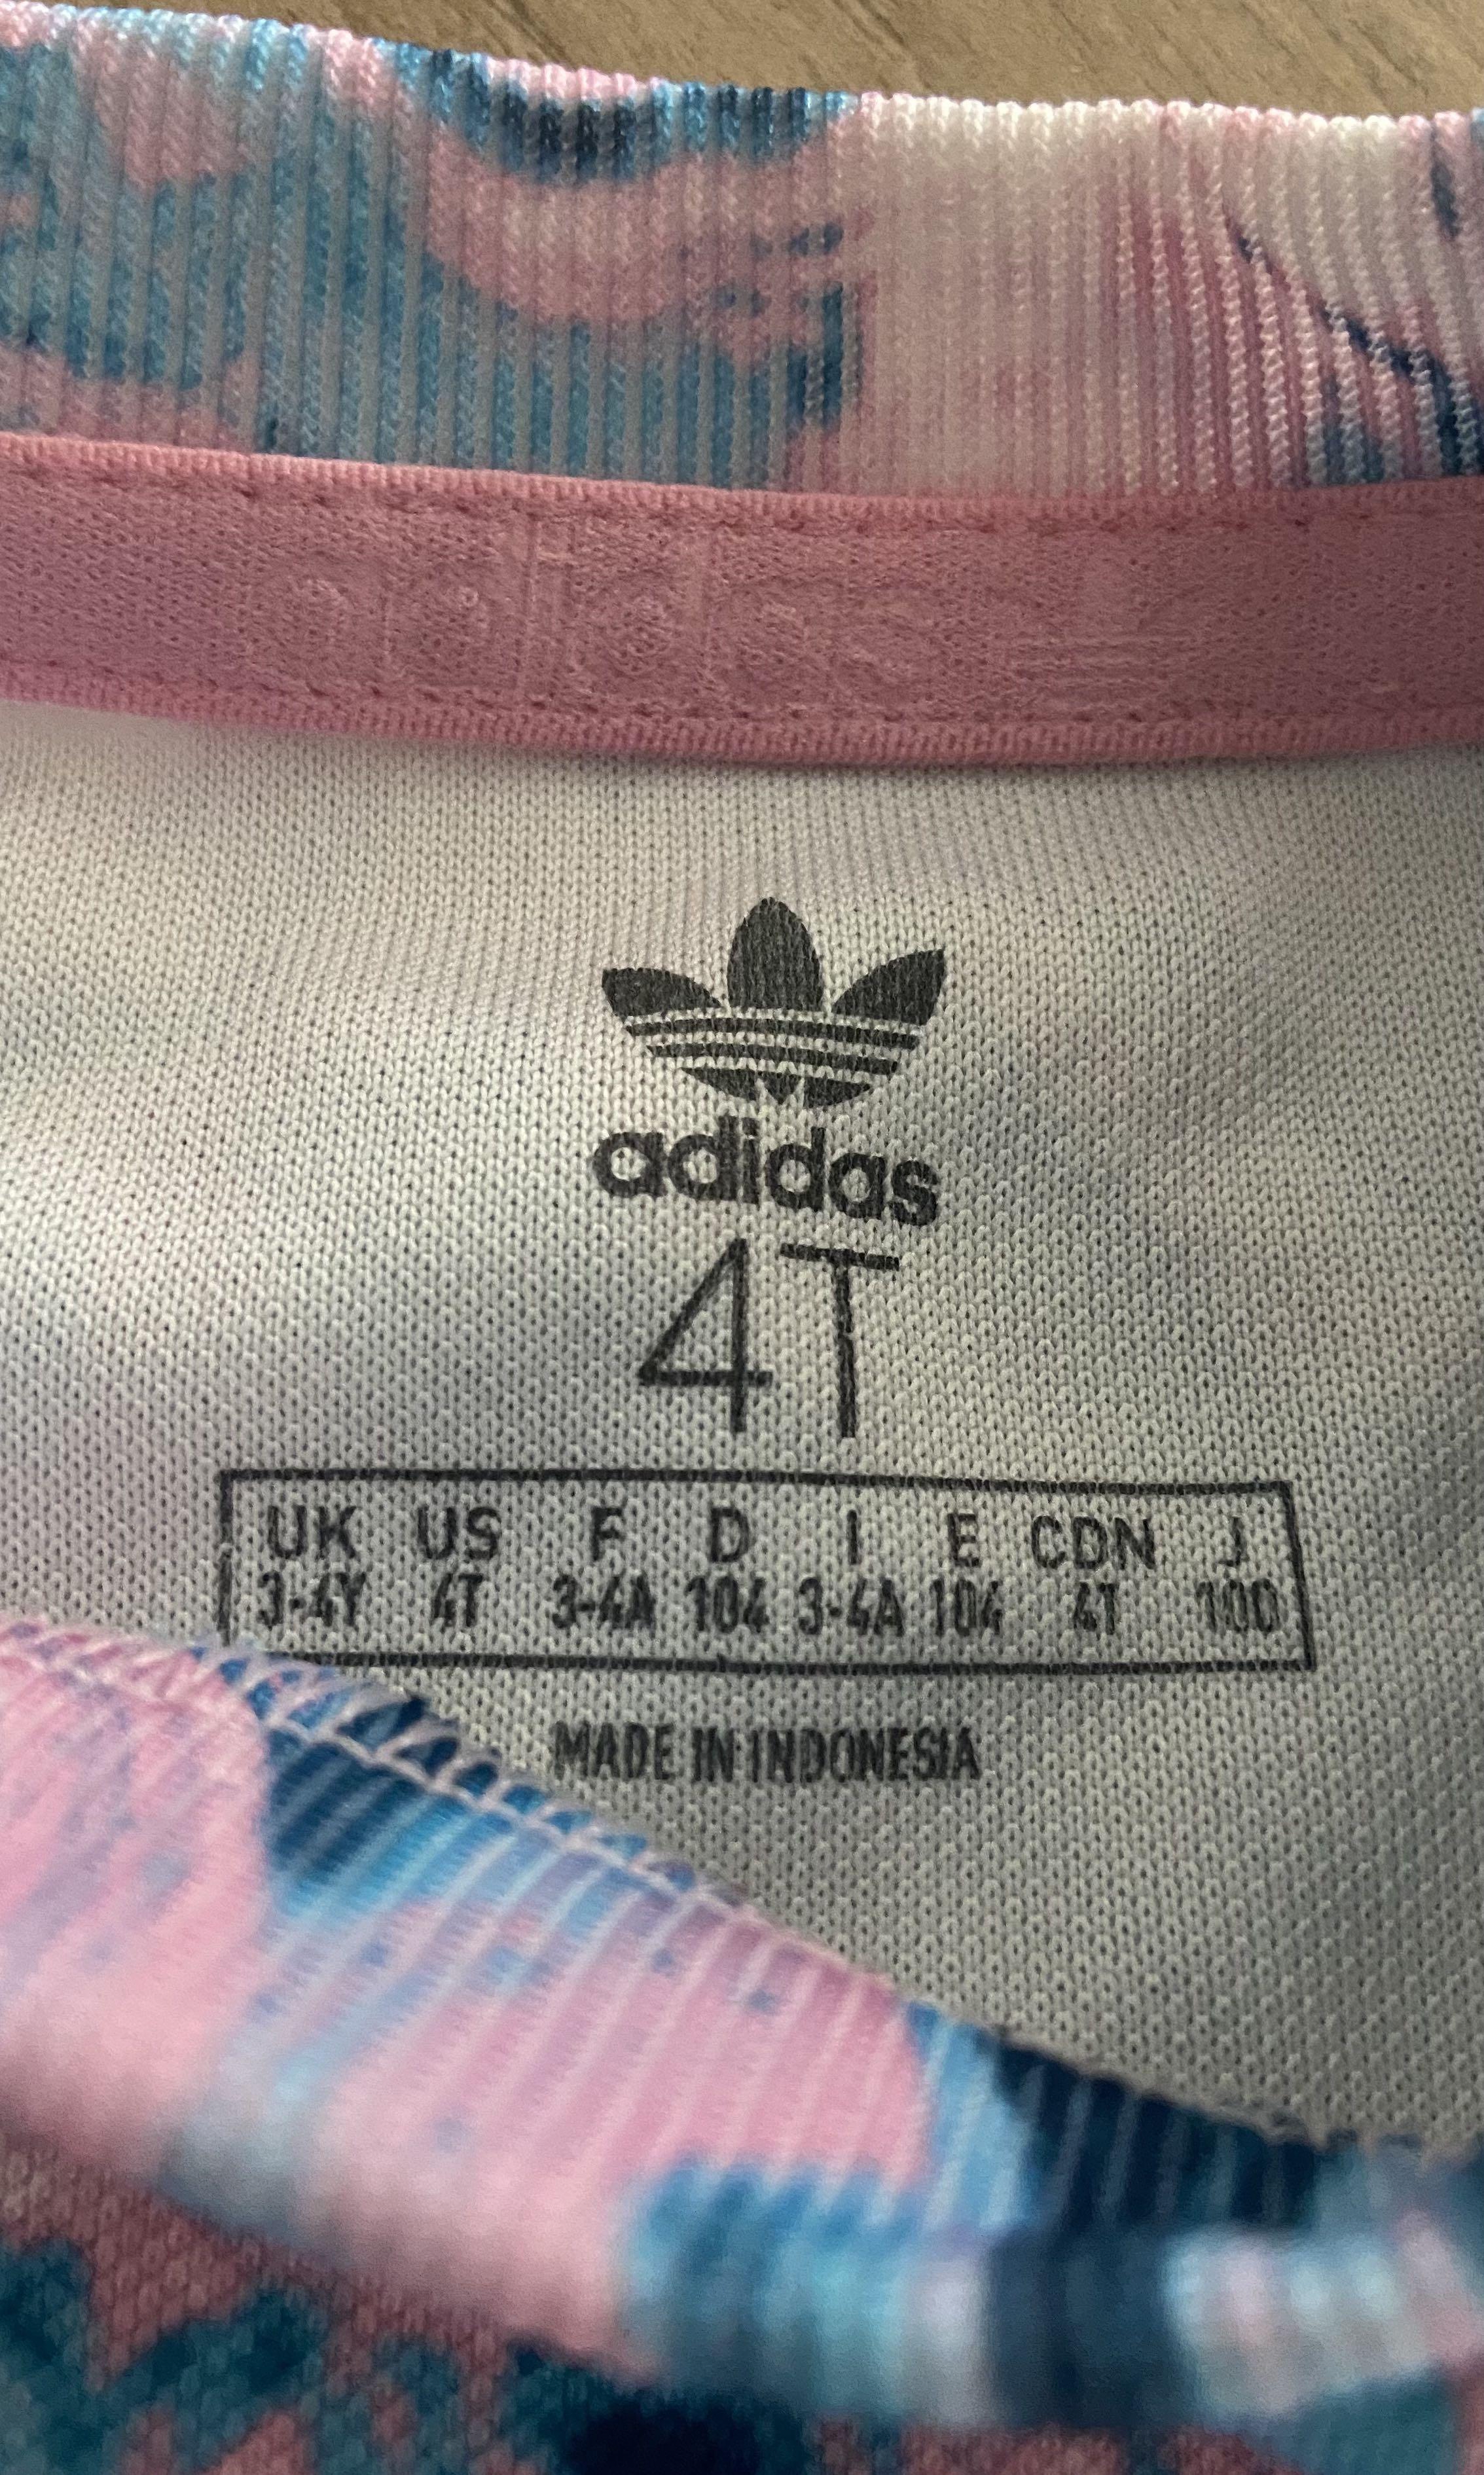 adidas
adidas
4T
UK US F D I E CDN J
3-4Y 4T 3-4A 104 3-4A 104 4T 100
MADE IN INDONESIA